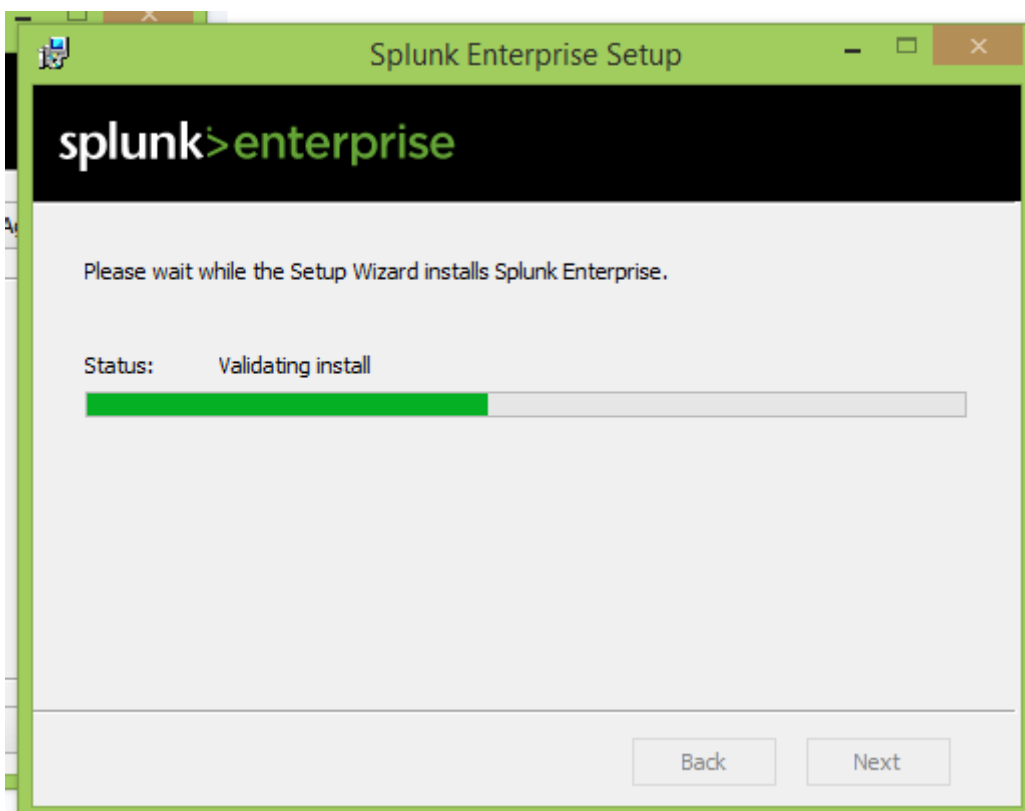 Splunk Enterprise Setup
splunk>enterprise
Please wait while the Setup Wizard installs Splunk Enterprise.
Status: Validating install
Back Next